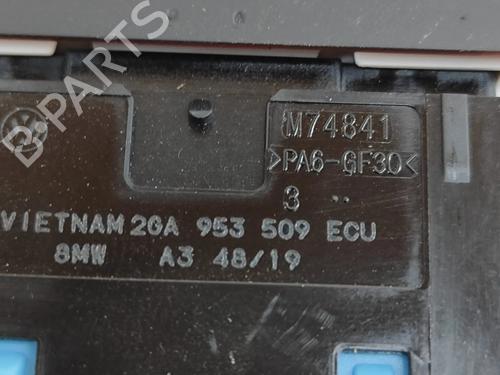 M74841
>PA6-GF30<
3 ..
VIETNAM 2GA 953 509 ECU
8MW A3 48/19
B-PARTS